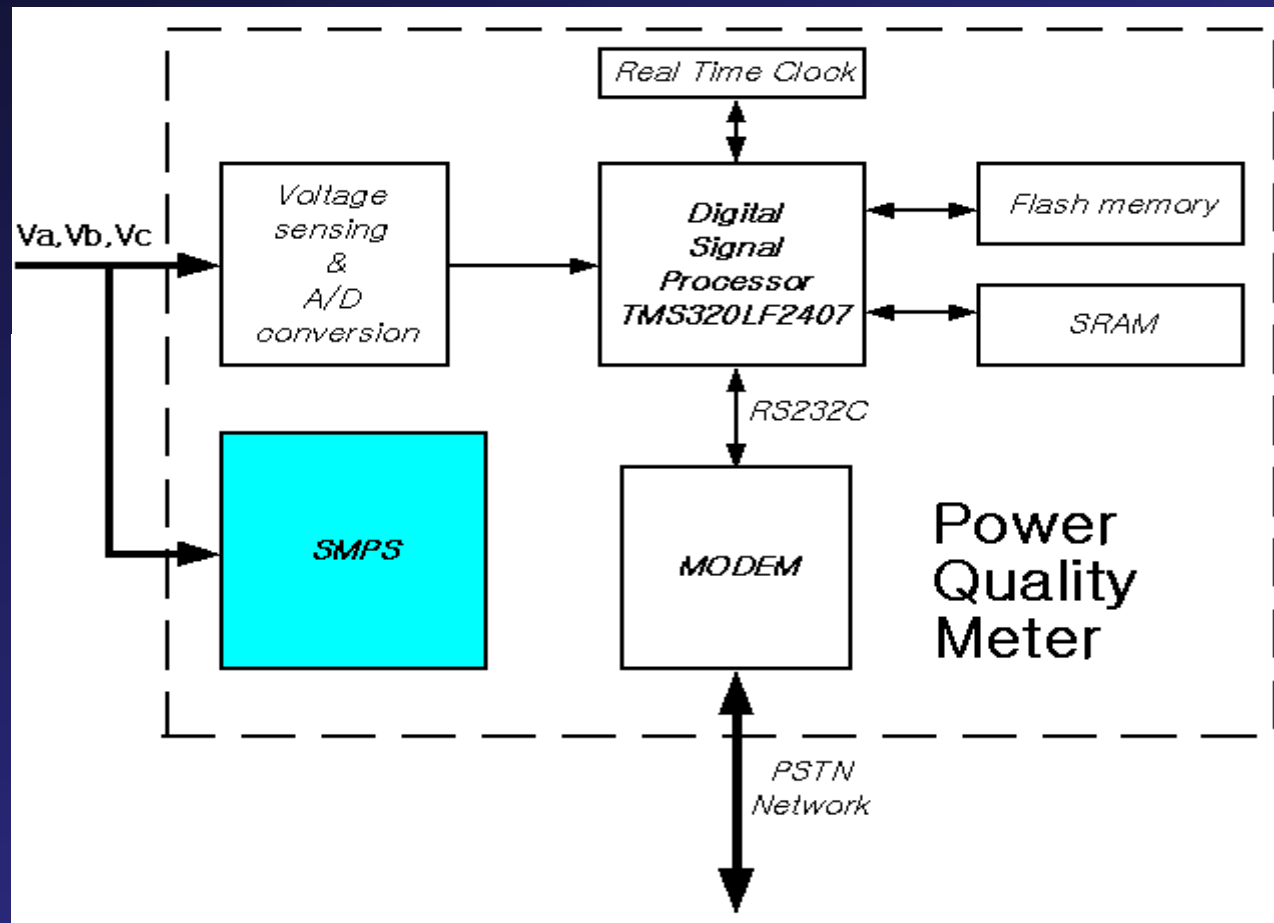 Real Time Clock
Voltage
sensing
&
A/D
conversion
Va,Vb,Vc
Digital
Signal
Processor
TMS320LF2407
Flash memory
SRAM
RS232C
SMPS
MODEM
Power
Quality
Meter
PSTN
Network